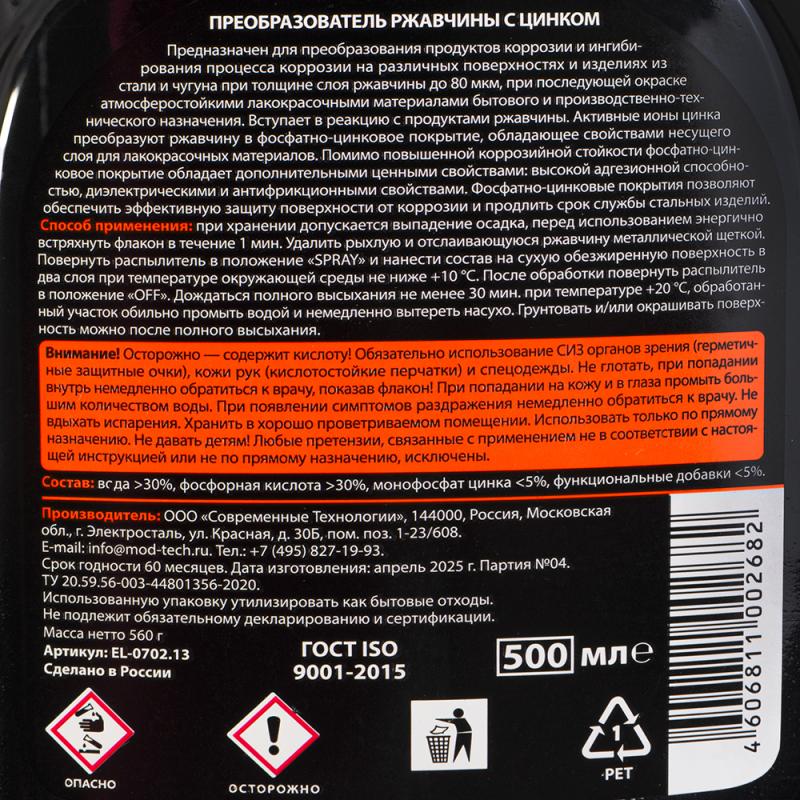 ПРЕОБРАЗОВАТЕЛЬ РЖАВЧИНЫ С ЦИНКОМ
Предназначен для преобразования продуктов коррозии и ингиби-
рования процесса коррозии на различных поверхностях и изделиях из
стали и чугуна при толщине слоя ржавчины до 80 мкм, при последующей окраске
атмосферостойкими лакокрасочными материалами бытового и производственно-тех-
нического назначения. Вступает в реакцию с продуктами ржавчины. Активные ионы цинка
преобразуют ржавчину в фосфатно-цинковое покрытие, обладающее свойствами несущего
слоя для лакокрасочных материалов. Помимо повышенной коррозийной стойкости фосфатно-цин-
ковое покрытие обладает дополнительными ценными свойствами: высокой адгезионной способно-
стью, диэлектрическими и антифрикционными свойствами. Фосфатно-цинковые покрытия позволяют
обеспечить эффективную защиту поверхности от коррозии и продлить срок службы стальных изделий.
Способ применения: при хранении допускается выпадение осадка, перед использованием энергично
встряхнуть флакон в течение 1 мин. Удалить рыхлую и отслаивающуюся ржавчину металлической щеткой.
Повернуть распылитель в положение «SPRAY» и нанести состав на сухую обезжиренную поверхность в
два слоя при температуре окружающей среды не ниже +10 °С. После обработки повернуть распылитель
в положение «OFF». Дождаться полного высыхания не менее 30 мин. при температуре +20 °С, обработан-
ный участок обильно промыть водой и немедленно вытереть насухо. Грунтовать и/или окрашивать поверх-
ность можно после полного высыхания.
Внимание! Осторожно — содержит кислоту! Обязательно использование СИЗ органов зрения (герметич-
ные защитные очки), кожи рук (кислотостойкие перчатки) и спецодежды. Не глотать, при попадании
внутрь немедленно обратиться к врачу, показав флакон! При попадании на кожу и в глаза промыть боль-
шим количеством воды. При появлении симптомов раздражения немедленно обратиться к врачу. Не
вдыхать испарения. Хранить в хорошо проветриваемом помещении. Использовать только по прямому
назначению. Не давать детям! Любые претензии, связанные с применением не в соответствии с настоя-
щей инструкцией или не по прямому назначению, исключены.
Состав: вода >30%, фосфорная кислота >30%, монофосфат цинка <5%, функциональные добавки <5%.
Производитель: ООО «Современные Технологии», 144000, Россия, Московская
обл., г. Электросталь, ул. Красная, д. 30Б, пом. поз. 1-23/608.
E-mail: info@mod-tech.ru. Тел.: +7 (495) 827-19-93.
Срок годности 60 месяцев. Дата изготовления: апрель 2025 г. Партия №04.
ТУ 20.59.56-003-44801356-2020.
Использованную упаковку утилизировать как бытовые отходы.
Не подлежит обязательному декларированию и сертификации.
Масса нетто 560 г
Артикул: EL-0702.13
Сделано в России
ГОСТ ISO
9001-2015
500 мл℮
4 606811 002682
ОПАСНО
ОСТОРОЖНО
1
PET